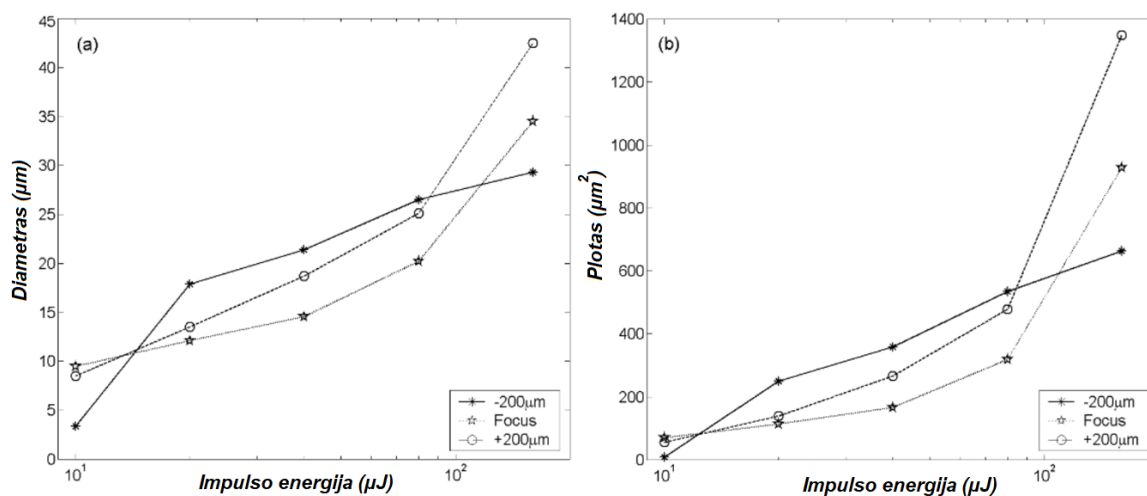 (a)
45
40
35
30
25
20
15
10
5
0
Diametras (μm)
10¹
10²
Impulso energija (μJ)
-200μm
Focus
+200μm
(b)
1400
1200
1000
800
600
400
200
0
Plotas (μm²)
10¹
10²
Impulso energija (μJ)
-200μm
Focus
+200μm